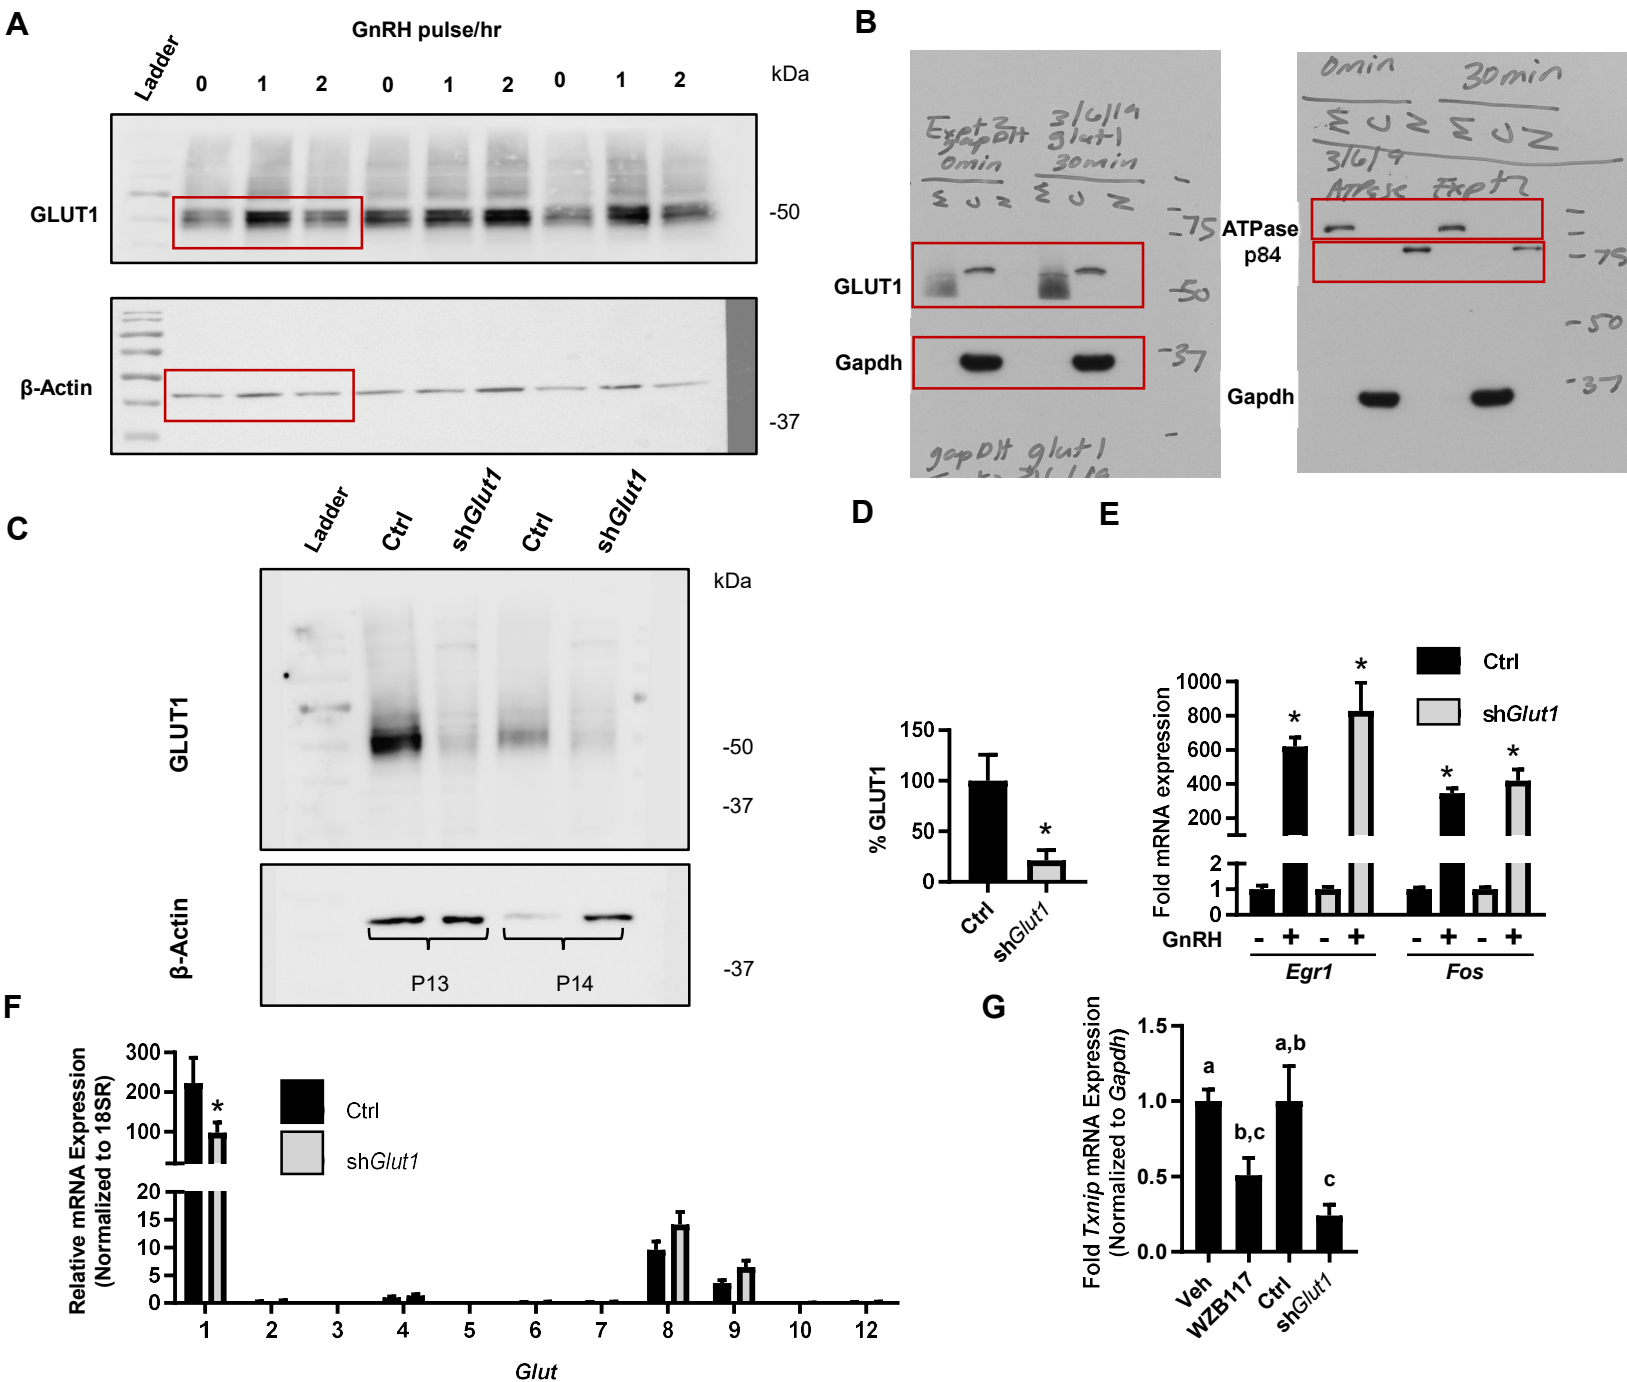 A
GnRH pulse/hr
Ladder
0 1 2 0 1 2 0 1 2
kDa
GLUT1
-50
β-Actin
-37
B
Expt 2 3/6/19
gapDH glut1
0min 30min
M C N M C N
-75
GLUT1
-50
Gapdh
-37
gapDH glut1
0min 30min
M C N M C N
3/6/9
ATPase Expt 2
ATPase
p84
-75
-50
-37
Gapdh
C
Ladder
Ctrl
shGlut1
Ctrl
shGlut1
kDa
GLUT1
-50
-37
β-Actin
P13 P14
-37
D
% GLUT1
150
100
50
0
Ctrl
*
shGlut1
E
Ctrl
shGlut1
Fold mRNA expression
1000
800
600
400
200
2
1
0
* * * *
GnRH - + - + - + - +
Egr1 Fos
F
Relative mRNA Expression
(Normalized to 18SR)
300
200
100
20
15
10
5
0
*
Ctrl
shGlut1
1 2 3 4 5 6 7 8 9 10 12
Glut
G
Fold Txnip mRNA Expression
(Normalized to Gapdh)
1.5
1.0
0.5
0.0
a b,c a,b c
Veh
WZB117
Ctrl
shGlut1